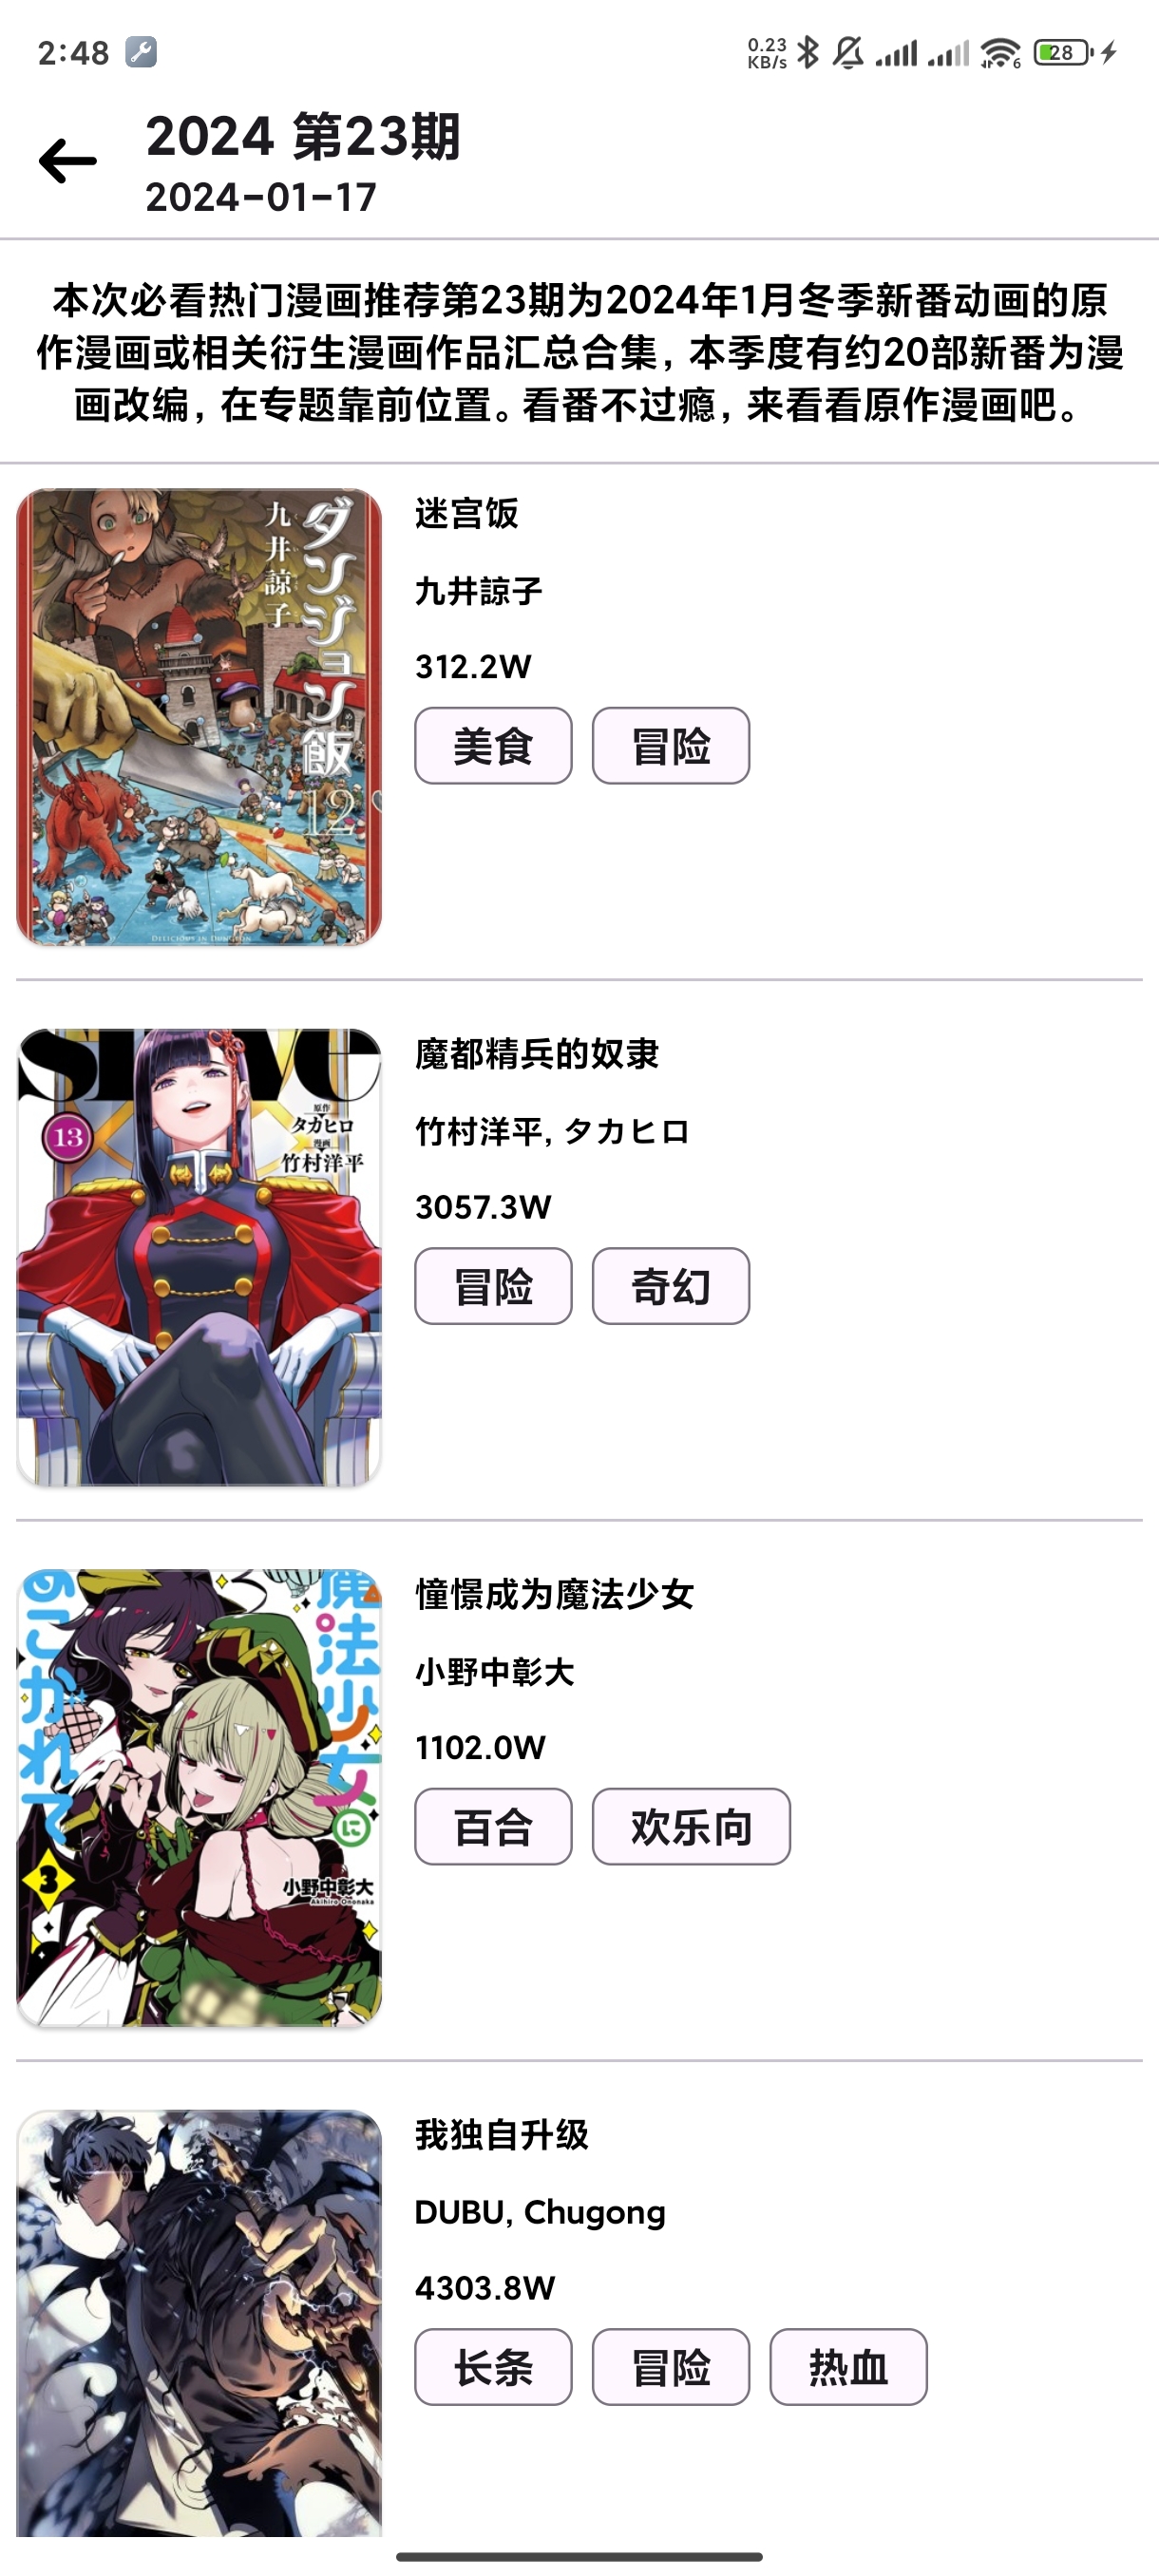 2:48
0.23
KB/s
6
28
2024 第23期
2024-01-17
本次必看热门漫画推荐第23期为2024年1月冬季新番动画的原
作漫画或相关衍生漫画作品汇总合集，本季度有约20部新番为漫
画改编，在专题靠前位置。看番不过瘾，来看看原作漫画吧。
ダンジョン飯
九井諒子
12
DELICIOUS IN DUNGEON
迷宫饭
九井諒子
312.2W
美食
冒险
13
原作
タカヒロ
漫画
竹村洋平
魔都精兵的奴隶
竹村洋平, タカヒロ
3057.3W
冒险
奇幻
魔法少女に
あこがれて
3
小野中彰大
Akihiro Ononaka
憧憬成为魔法少女
小野中彰大
1102.0W
百合
欢乐向
我独自升级
DUBU, Chugong
4303.8W
长条
冒险
热血